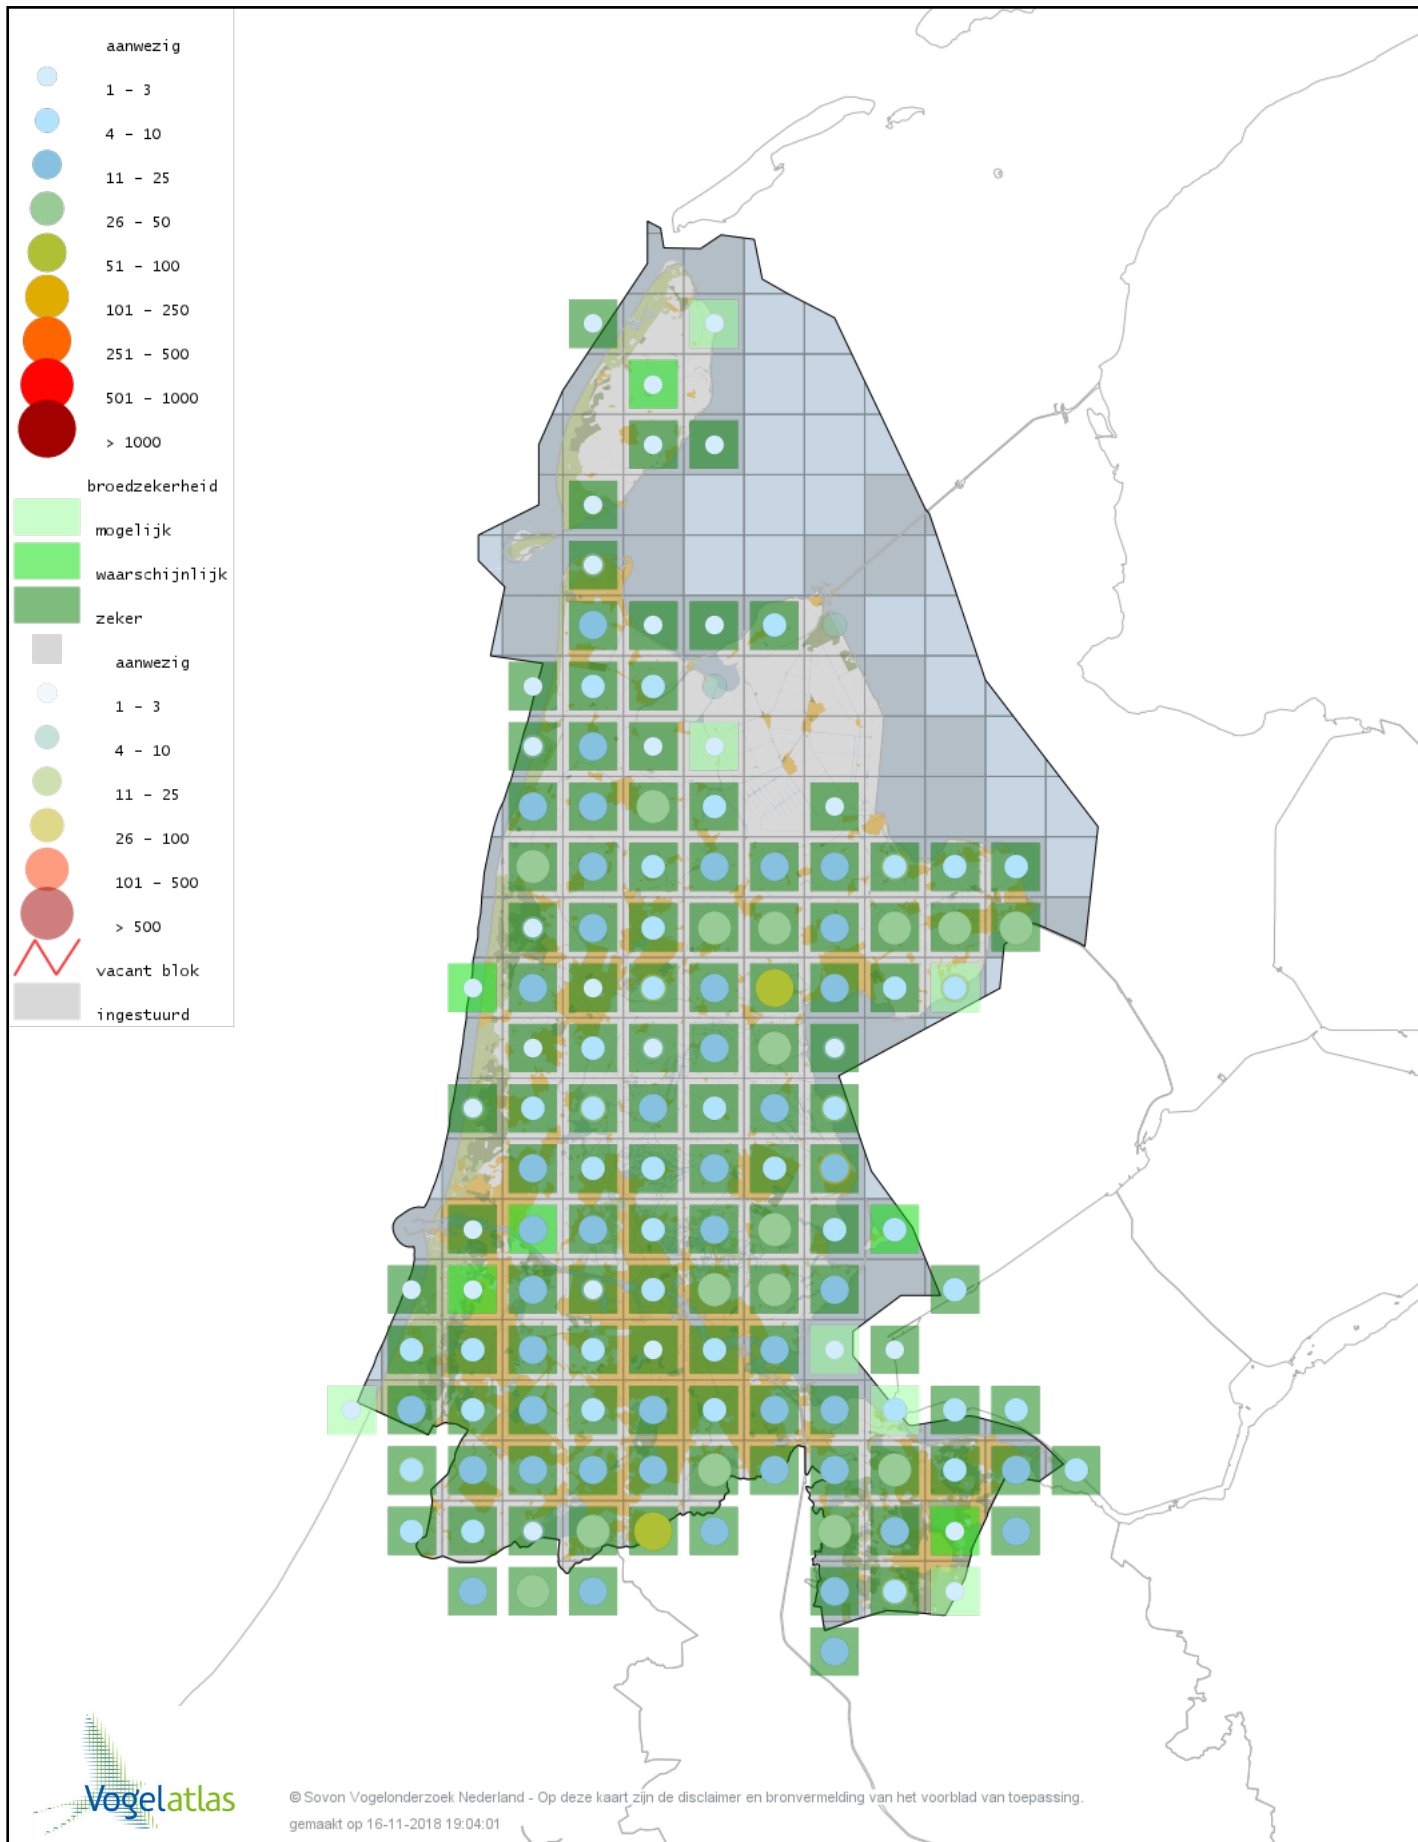 aanwezig
1 - 3
4 - 10
11 - 25
26 - 50
51 - 100
101 - 250
251 - 500
501 - 1000
> 1000
broedzekerheid
mogelijk
waarschijnlijk
zeker
aanwezig
1 - 3
4 - 10
11 - 25
26 - 100
101 - 500
> 500
vacant blok
ingestuurd
Vogelatlas
© Sovon Vogelonderzoek Nederland - Op deze kaart zijn de disclaimer en bronvermelding van het voorblad van toepassing.
gemaakt op 16-11-2018 19:04:01